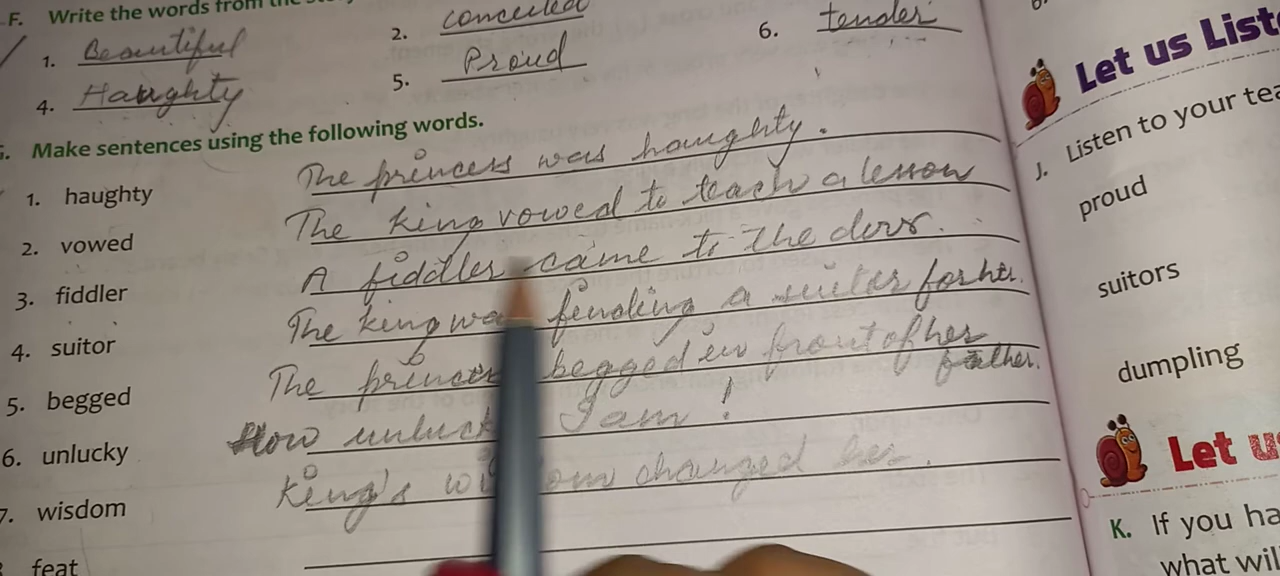 F. Write the words from the
1. Beautiful
2. conceited
4. Haughty
5. Proud
6. tender
Make sentences using the following words.
1. haughty The princess was haughty.
2. vowed The king vowed to teach a lesson
3. fiddler A fiddler came to the door.
4. suitor The king was finding a suitor for her.
5. begged The princess begged in front of her father.
6. unlucky How unlucky I am!
7. wisdom King's wisdom changed her.
feat
Let us List
J. Listen to your tea
proud
suitors
dumpling
Let us
K. If you ha
what will